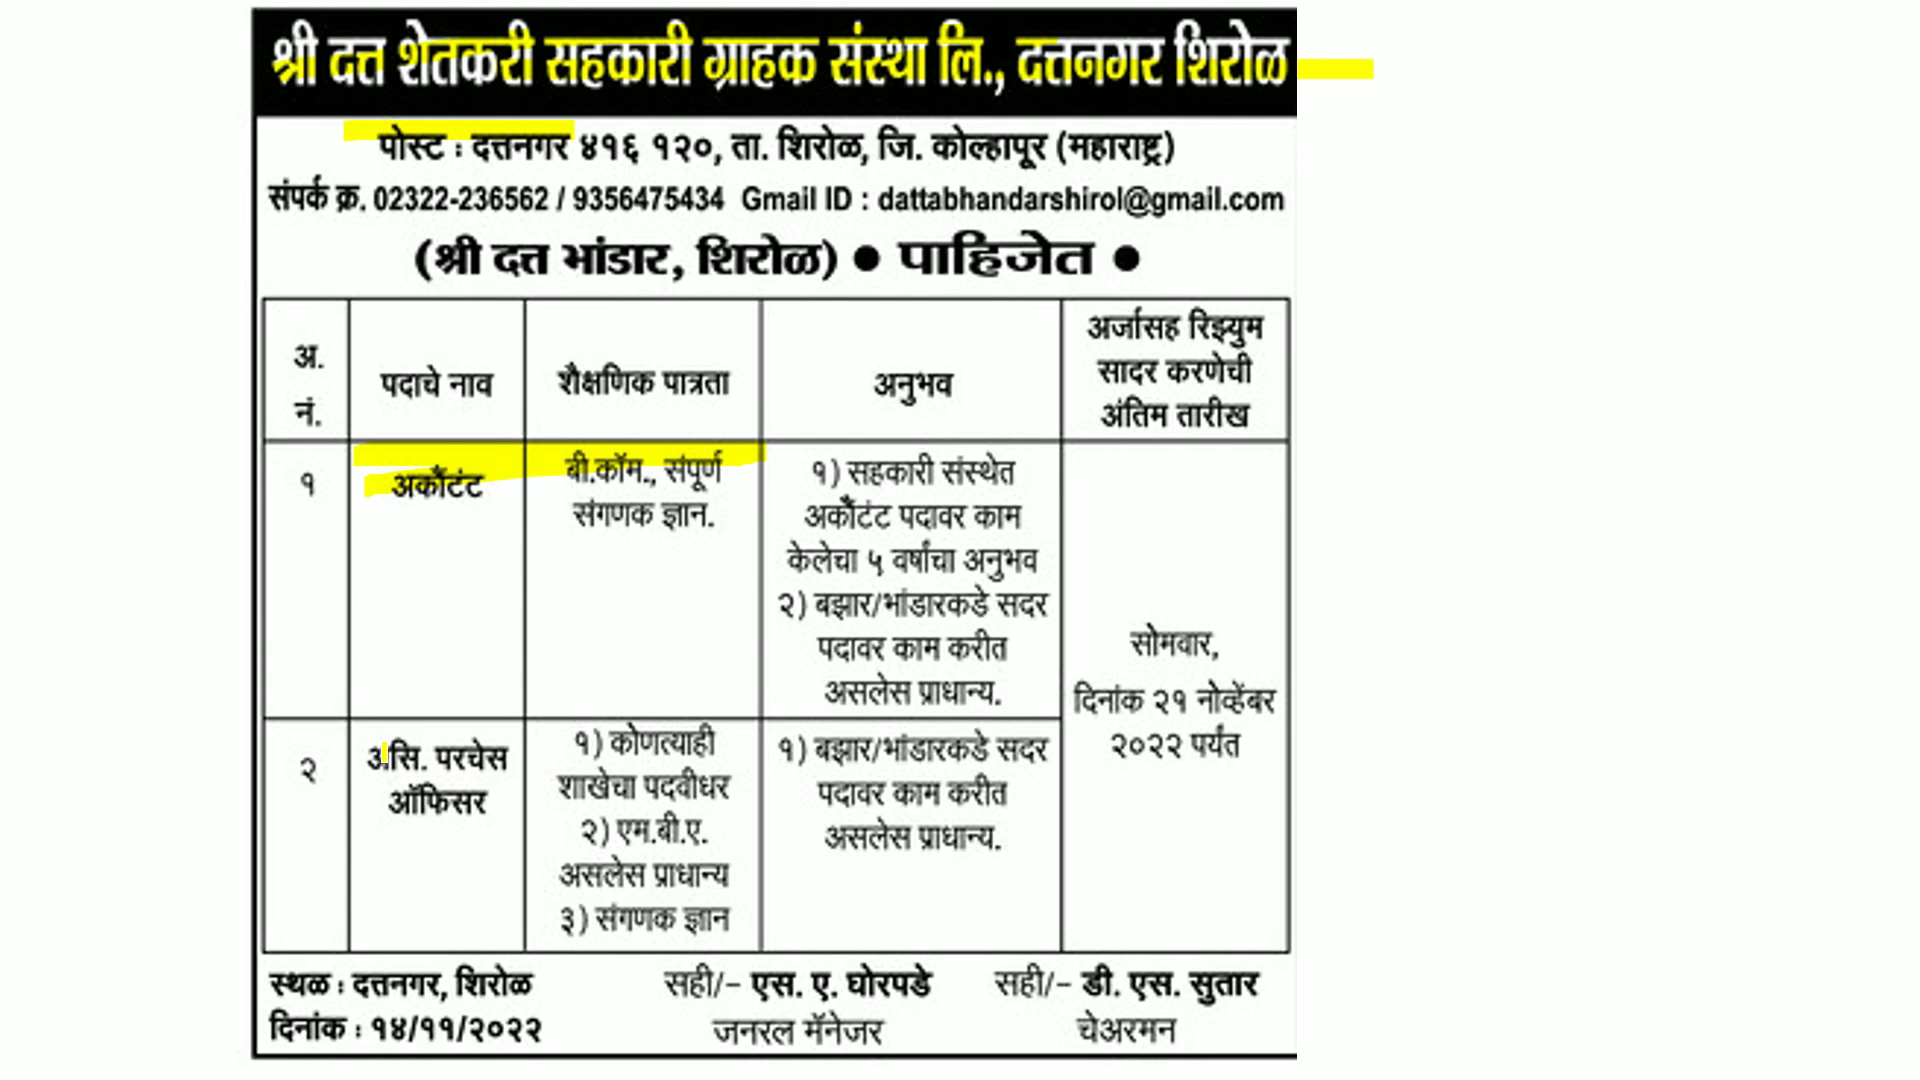 श्री दत्त शेतकरी सहकारी ग्राहक संस्था लि., दत्तनगर शिरोळ
पोस्ट : दत्तनगर ४१६ १२०, ता. शिरोळ, जि. कोल्हापूर (महाराष्ट्र)
संपर्क क्र. 02322-236562 / 9356475434 Gmail ID : dattabhandarshirol@gmail.com
(श्री दत्त भांडार, शिरोळ) ● पाहिजेत ●
अ.
नं.
पदाचे नाव
शैक्षणिक पात्रता
अनुभव
अर्जासह रिझ्युम
सादर करणेची
अंतिम तारीख
१
अकौंटंट
बी.कॉम., संपूर्ण
संगणक ज्ञान.
१) सहकारी संस्थेत
अकौंटंट पदावर काम
केलेचा ५ वर्षांचा अनुभव
२) बझार/भांडारकडे सदर
पदावर काम करीत
असलेस प्राधान्य.
सोमवार,
दिनांक २१ नोव्हेंबर
२०२२ पर्यंत
२
असि. परचेस
ऑफिसर
१) कोणत्याही
शाखेचा पदवीधर
२) एम.बी.ए.
असलेस प्राधान्य
३) संगणक ज्ञान
१) बझार/भांडारकडे सदर
पदावर काम करीत
असलेस प्राधान्य.
स्थळ : दत्तनगर, शिरोळ
दिनांक : १४/११/२०२२
सही/- एस. ए. घोरपडे
जनरल मॅनेजर
सही/- डी. एस. सुतार
चेअरमन